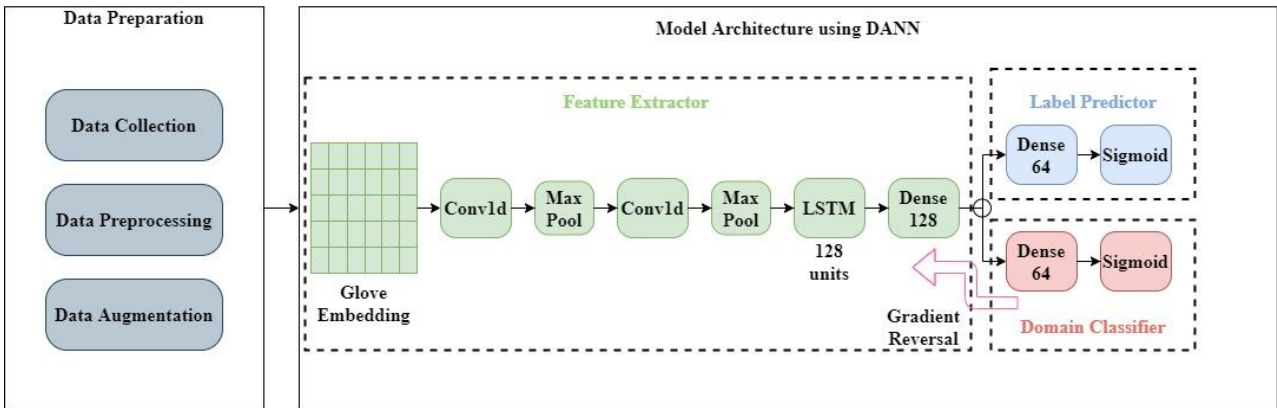 Data Preparation
Data Collection
Data Preprocessing
Data Augmentation
Model Architecture using DANN
Feature Extractor
Glove
Embedding
Conv1d
Max
Pool
Conv1d
Max
Pool
LSTM
128
units
Dense
128
Gradient
Reversal
Label Predictor
Dense
64
Sigmoid
Dense
64
Sigmoid
Domain Classifier